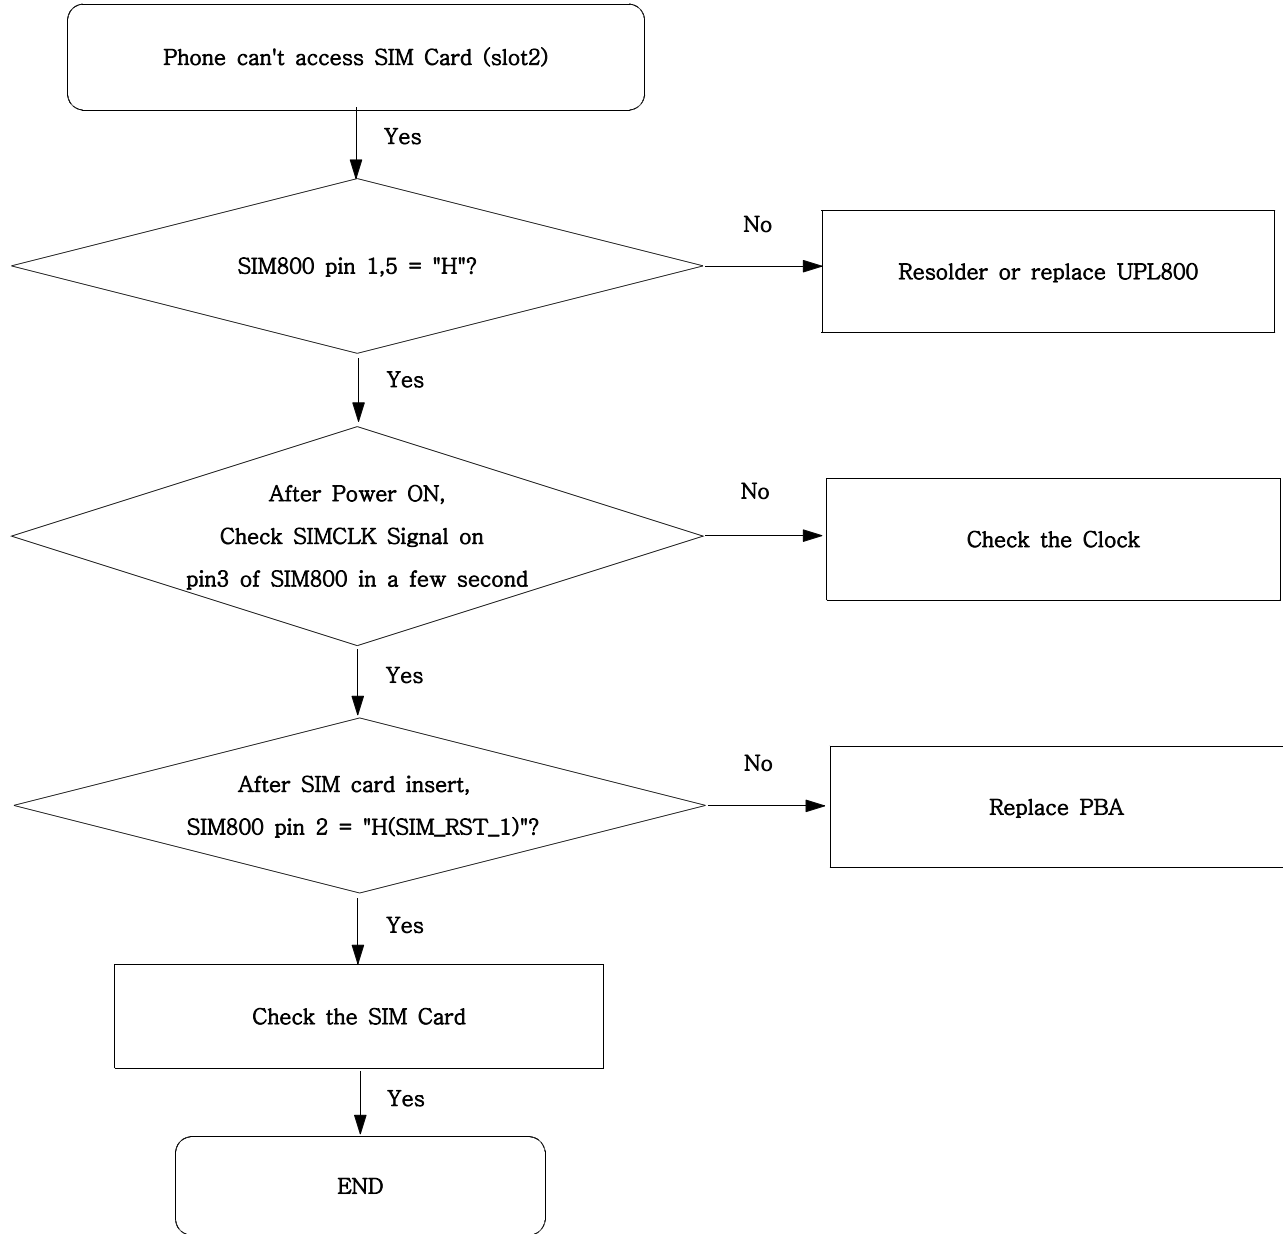 Phone can't access SIM Card (slot2)
Yes
SIM800 pin 1,5 = "H"?
No
Resolder or replace UPL800
Yes
After Power ON,
Check SIMCLK Signal on
pin3 of SIM800 in a few second
No
Check the Clock
Yes
After SIM card insert,
SIM800 pin 2 = "H(SIM_RST_1)"?
No
Replace PBA
Yes
Check the SIM Card
Yes
END